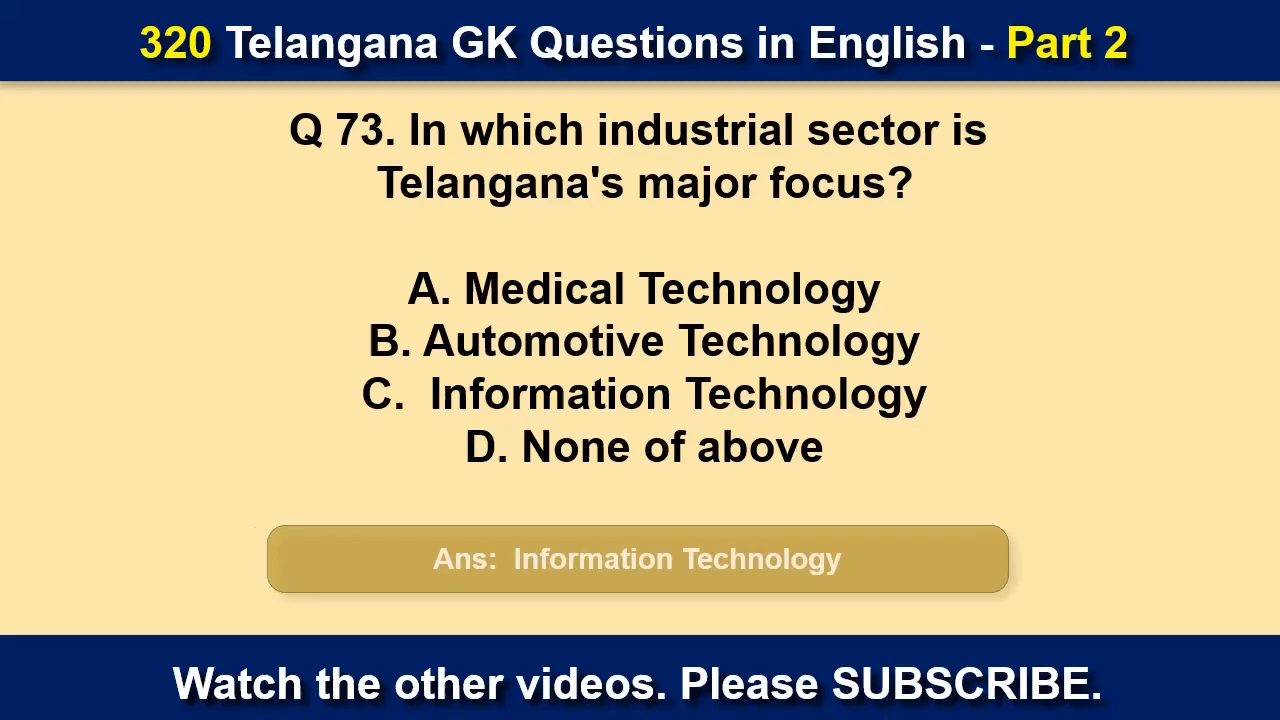 320 Telangana GK Questions in English - Part 2
Q 73. In which industrial sector is
Telangana's major focus?
A. Medical Technology
B. Automotive Technology
C.  Information Technology
D. None of above
Ans:  Information Technology
Watch the other videos. Please SUBSCRIBE.